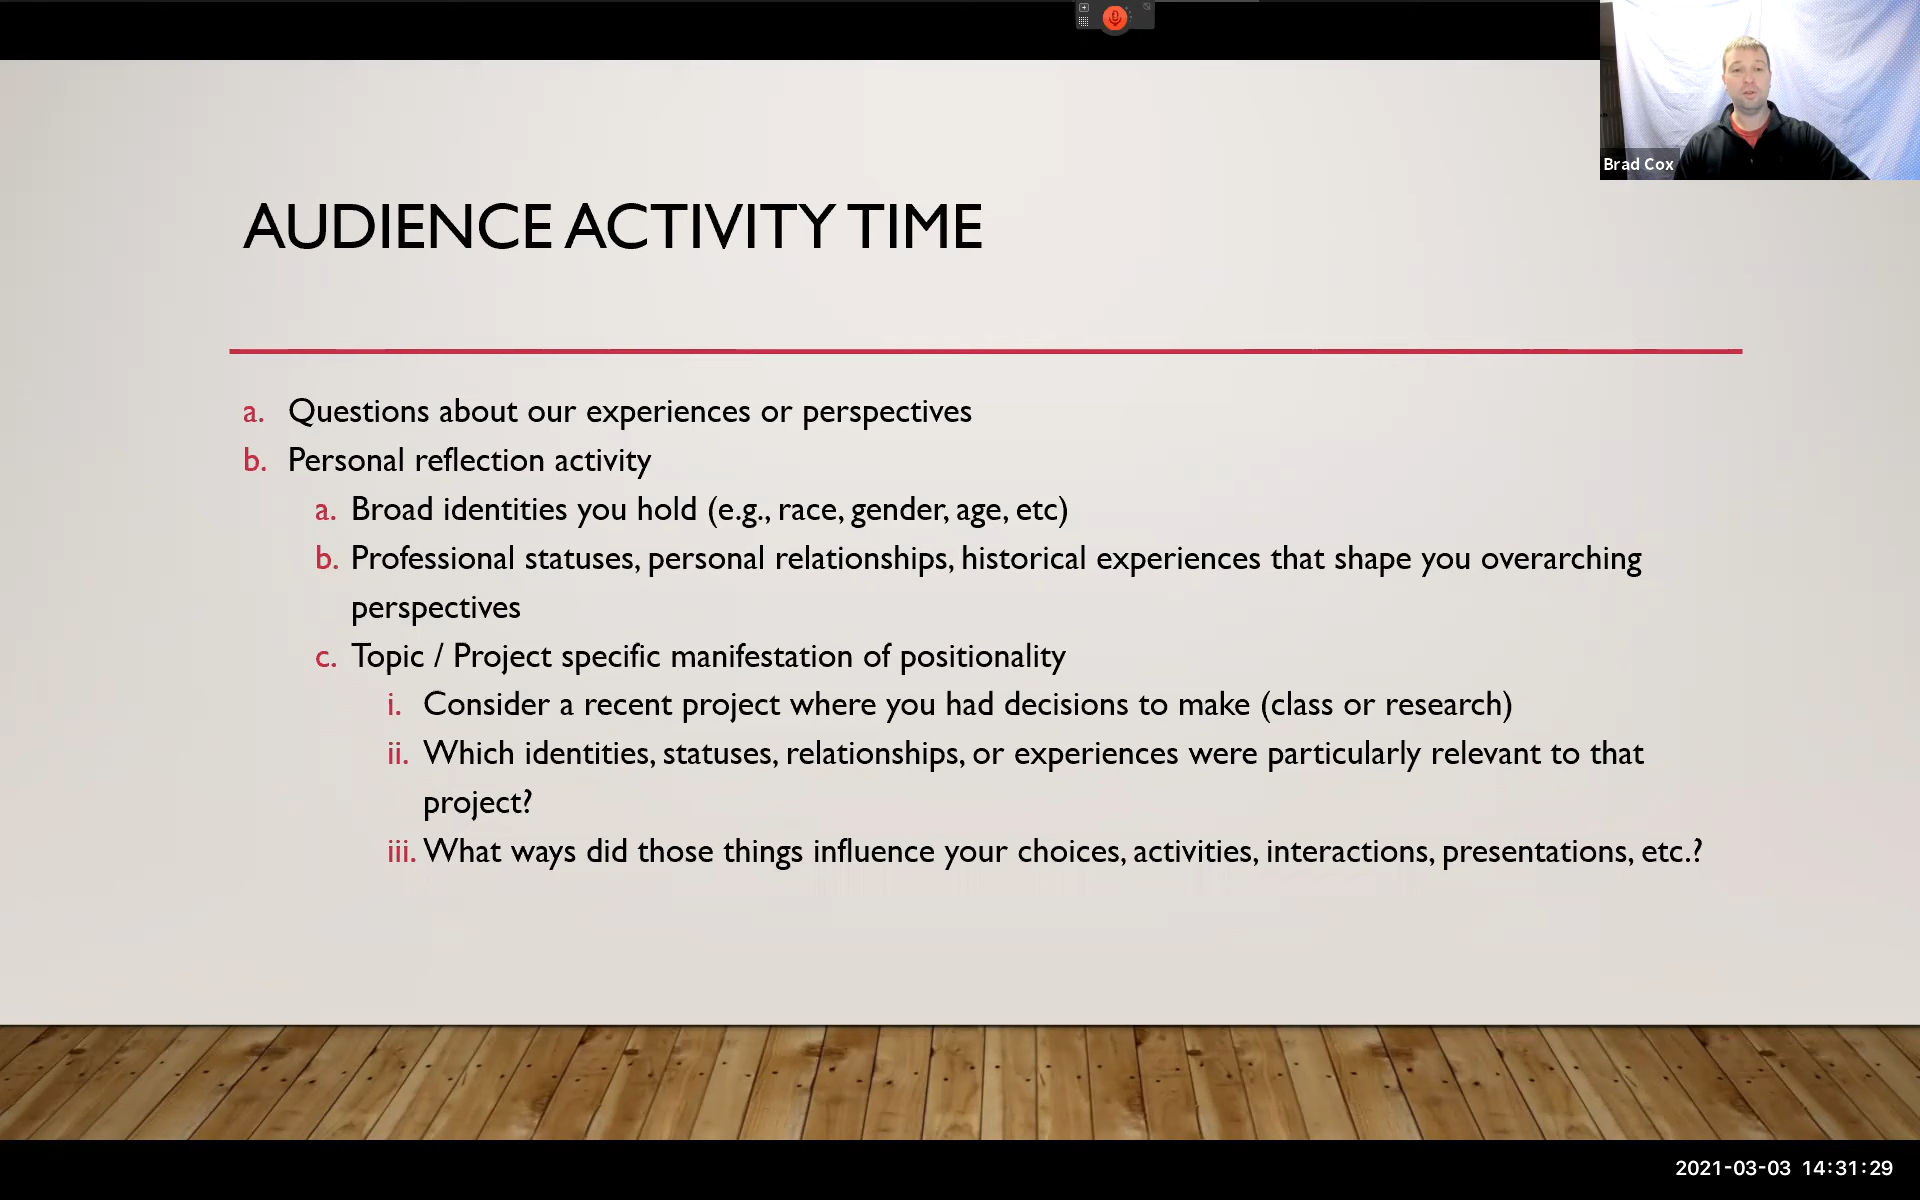 Brad Cox
AUDIENCE ACTIVITY TIME
a. Questions about our experiences or perspectives
b. Personal reflection activity
a. Broad identities you hold (e.g., race, gender, age, etc)
b. Professional statuses, personal relationships, historical experiences that shape you overarching
perspectives
c. Topic / Project specific manifestation of positionality
i. Consider a recent project where you had decisions to make (class or research)
ii. Which identities, statuses, relationships, or experiences were particularly relevant to that
project?
iii. What ways did those things influence your choices, activities, interactions, presentations, etc.?
2021-03-03 14:31:29